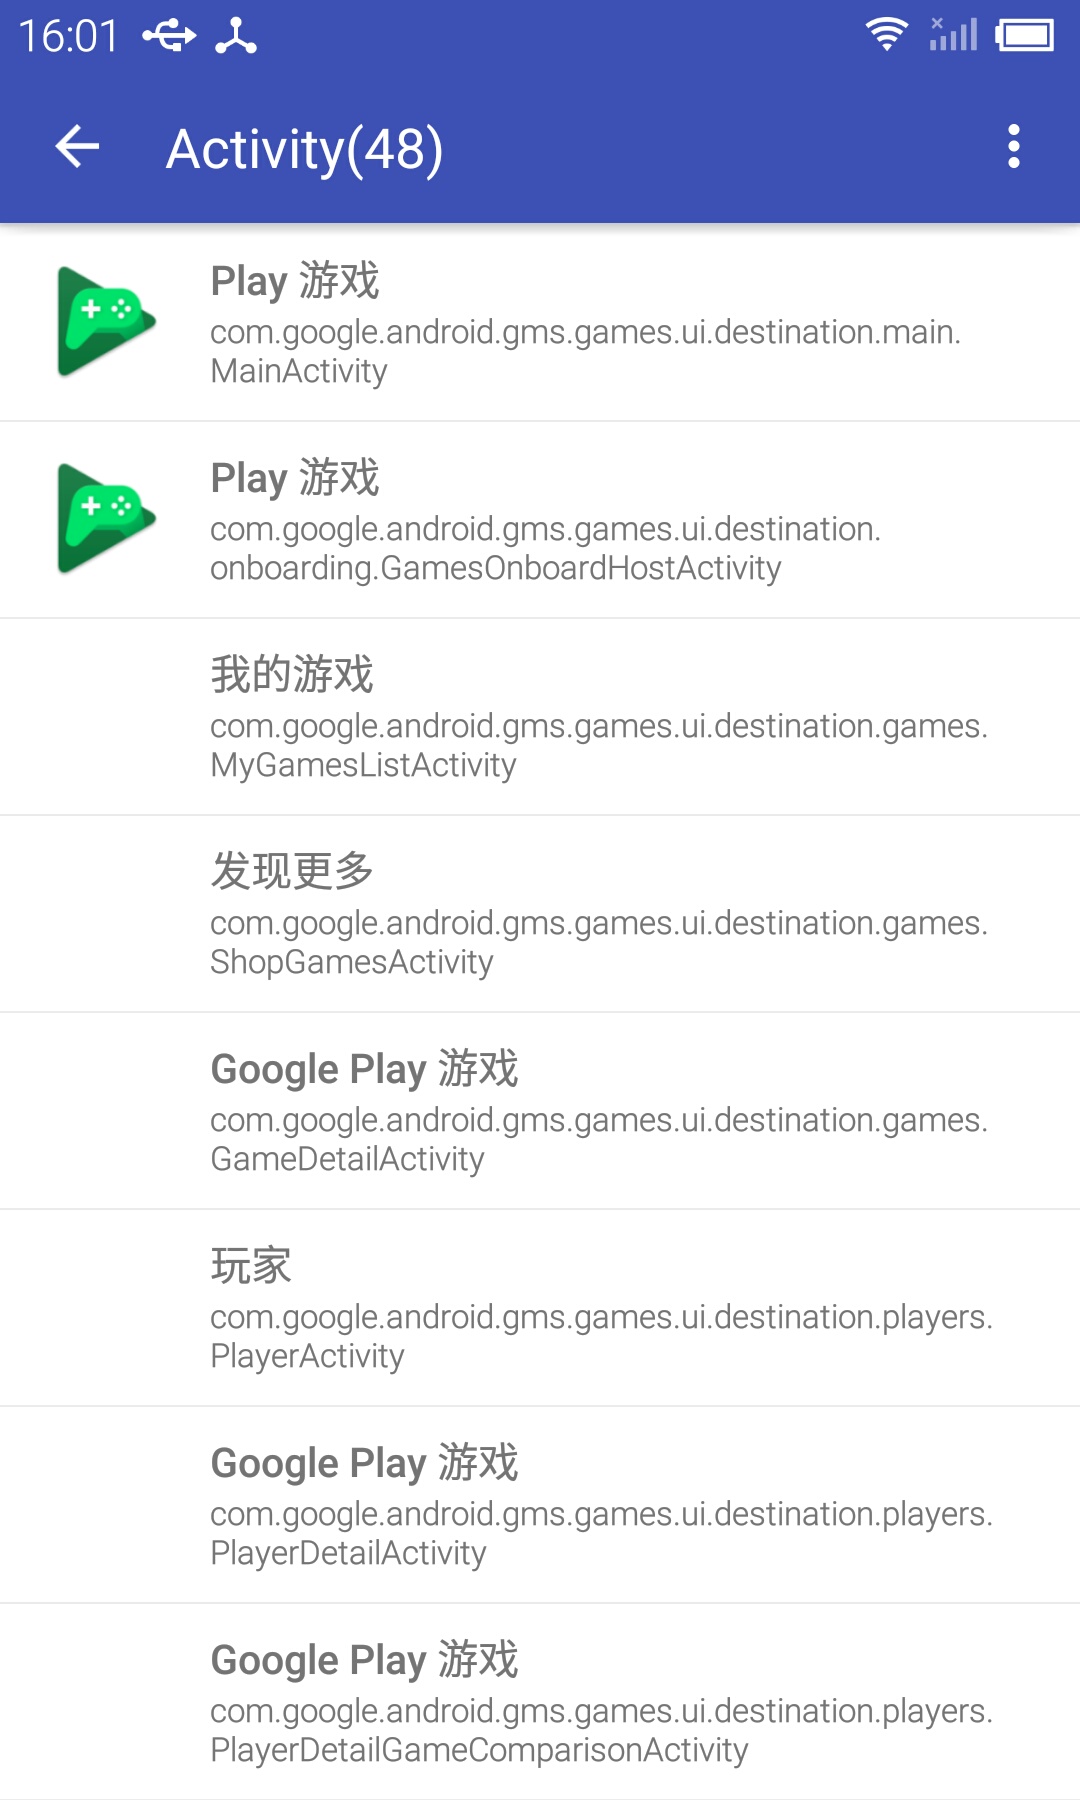 16:01
Activity(48)
Play 游戏
com.google.android.gms.games.ui.destination.main.
MainActivity
Play 游戏
com.google.android.gms.games.ui.destination.
onboarding.GamesOnboardHostActivity
我的游戏
com.google.android.gms.games.ui.destination.games.
MyGamesListActivity
发现更多
com.google.android.gms.games.ui.destination.games.
ShopGamesActivity
Google Play 游戏
com.google.android.gms.games.ui.destination.games.
GameDetailActivity
玩家
com.google.android.gms.games.ui.destination.players.
PlayerActivity
Google Play 游戏
com.google.android.gms.games.ui.destination.players.
PlayerDetailActivity
Google Play 游戏
com.google.android.gms.games.ui.destination.players.
PlayerDetailGameComparisonActivity